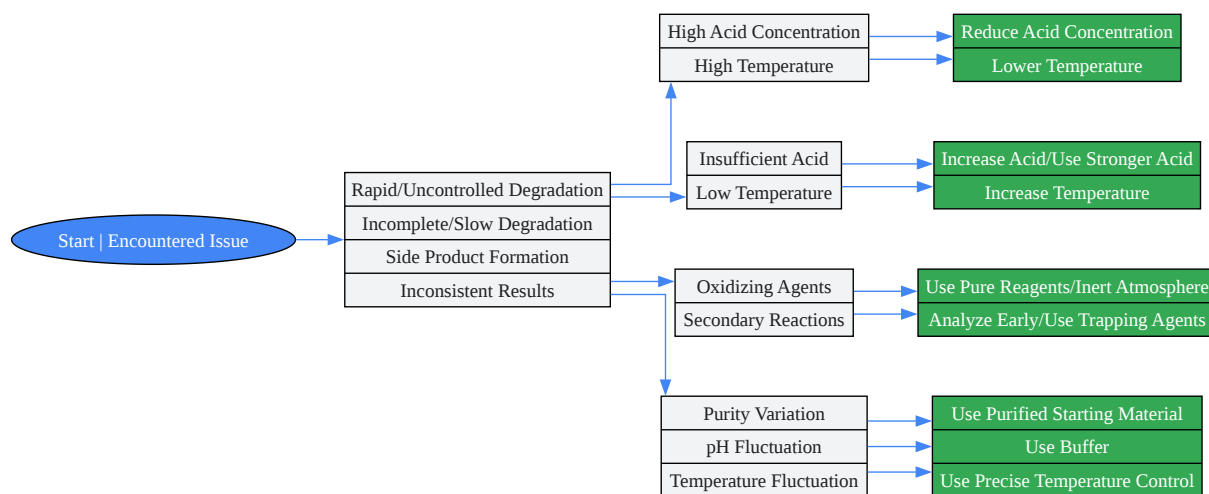 Start | Encountered Issue
Rapid/Uncontrolled Degradation
Incomplete/Slow Degradation
Side Product Formation
Inconsistent Results
High Acid Concentration
High Temperature
Reduce Acid Concentration
Lower Temperature
Insufficient Acid
Low Temperature
Increase Acid/Use Stronger Acid
Increase Temperature
Oxidizing Agents
Secondary Reactions
Use Pure Reagents/Inert Atmosphere
Analyze Early/Use Trapping Agents
Purity Variation
pH Fluctuation
Temperature Fluctuation
Use Purified Starting Material
Use Buffer
Use Precise Temperature Control